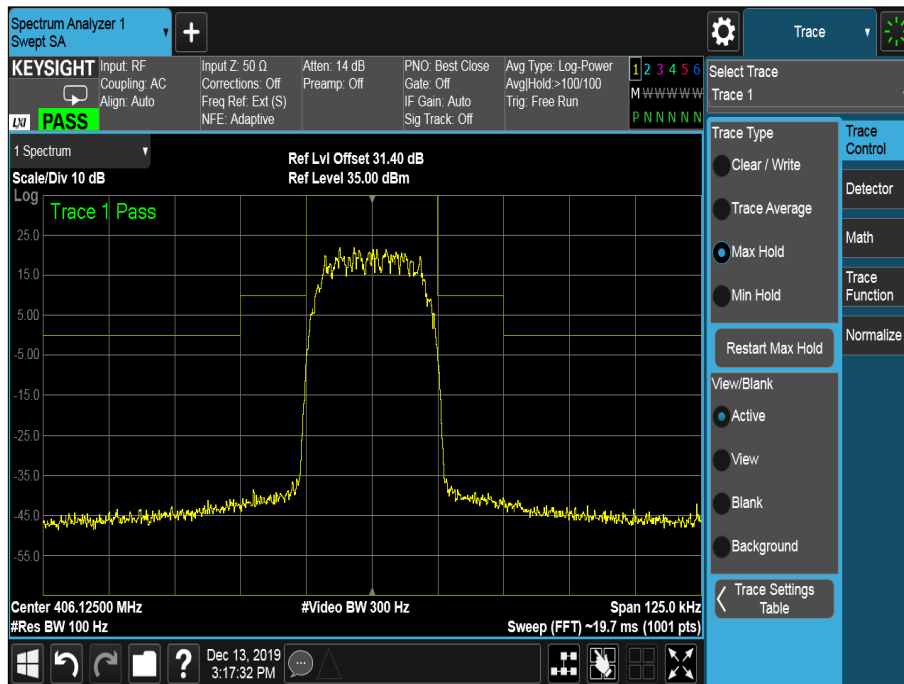 Spectrum Analyzer 1
Swept SA
Trace
KEYSIGHT
Input: RF
Coupling: AC
Align: Auto
Input Z: 50 Ω
Corrections: Off
Freq Ref: Ext (S)
NFE: Adaptive
Atten: 14 dB
Preamp: Off
PNO: Best Close
Gate: Off
IF Gain: Auto
Sig Track: Off
Avg Type: Log-Power
Avg|Hold:>100/100
Trig: Free Run
1 2 3 4 5 6
M W W W W W
P N N N N N
LXI PASS
Select Trace
Trace 1
1 Spectrum
Scale/Div 10 dB
Log
Ref Lvl Offset 31.40 dB
Ref Level 35.00 dBm
Trace 1 Pass
25.0
15.0
5.00
-5.00
-15.0
-25.0
-35.0
-45.0
-55.0
Center 406.12500 MHz
#Res BW 100 Hz
#Video BW 300 Hz
Span 125.0 kHz
Sweep (FFT) ~19.7 ms (1001 pts)
Trace Type
Clear / Write
Trace Average
Max Hold
Min Hold
Restart Max Hold
View/Blank
Active
View
Blank
Background
Trace Settings
Table
Trace
Control
Detector
Math
Trace
Function
Normalize
?
Dec 13, 2019
3:17:32 PM